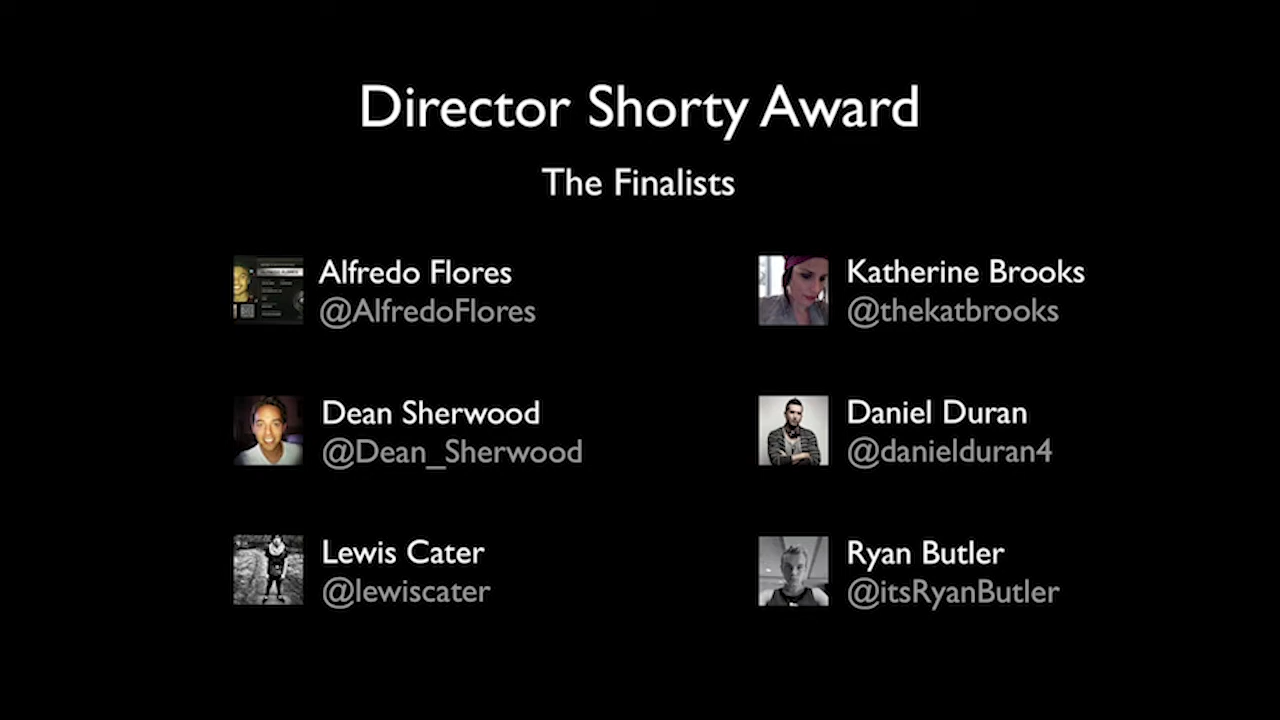 Director Shorty Award
The Finalists
Alfredo Flores
@AlfredoFlores
Katherine Brooks
@thekatbrooks
Dean Sherwood
@Dean_Sherwood
Daniel Duran
@danielduran4
Lewis Cater
@lewiscater
Ryan Butler
@itsRyanButler